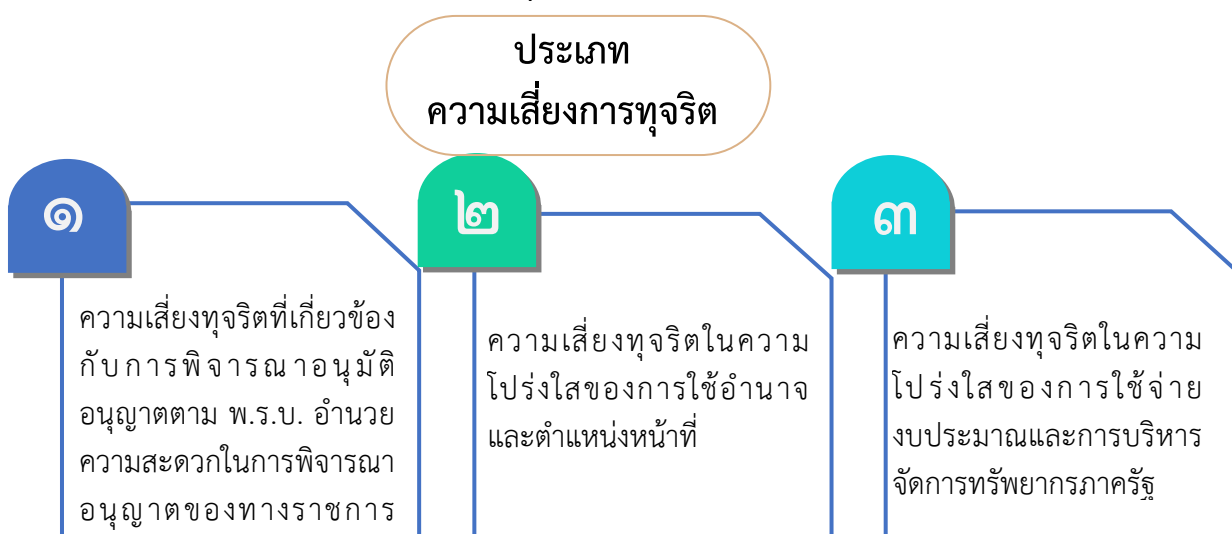 ประเภท
ความเสี่ยงการทุจริต
๑
ความเสี่ยงทุจริตที่เกี่ยวข้อง
กับการพิจารณาอนุมัติ
อนุญาตตาม พ.ร.บ. อำนวย
ความสะดวกในการพิจารณา
อนุญาตของทางราชการ
๒
ความเสี่ยงทุจริตในความ
โปร่งใสของการใช้อำนาจ
และตำแหน่งหน้าที่
๓
ความเสี่ยงทุจริตในความ
โปร่งใสของการใช้จ่าย
งบประมาณและการบริหาร
จัดการทรัพยากรภาครัฐ